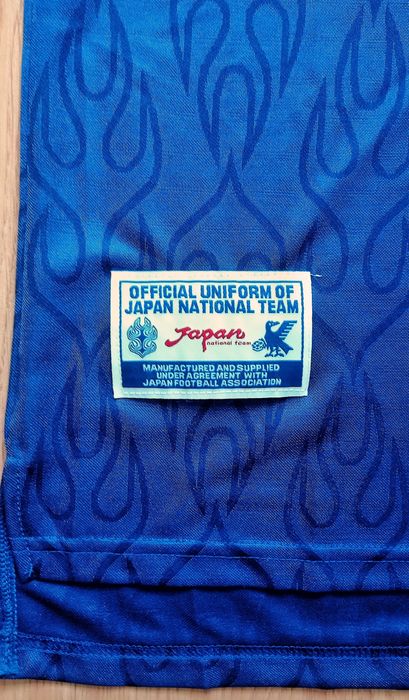 OFFICIAL UNIFORM OF
JAPAN NATIONAL TEAM
Japan
national team
MANUFACTURED AND SUPPLIED
UNDER AGREEMENT WITH
JAPAN FOOTBALL ASSOCIATION